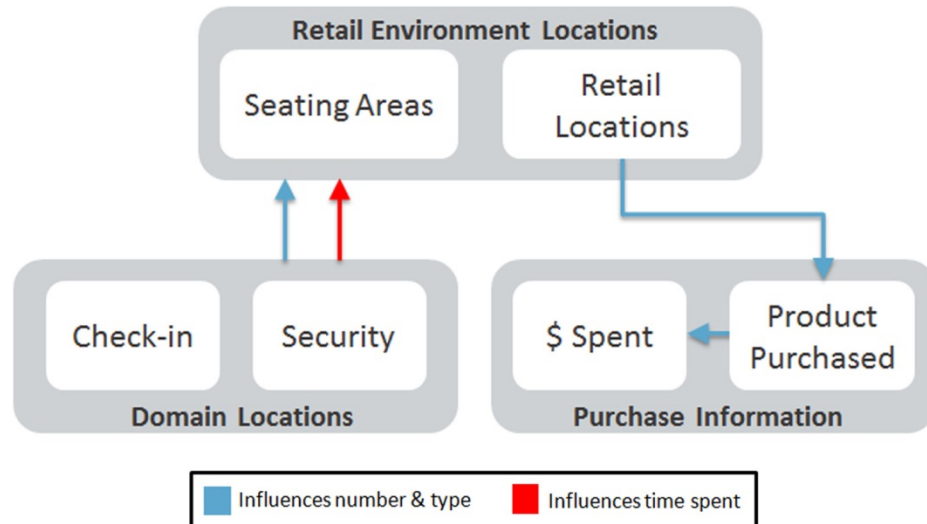 Retail Environment Locations
Seating Areas
Retail
Locations
Check-in
Security
Domain Locations
$ Spent
Product
Purchased
Purchase Information
Influences number & type
Influences time spent